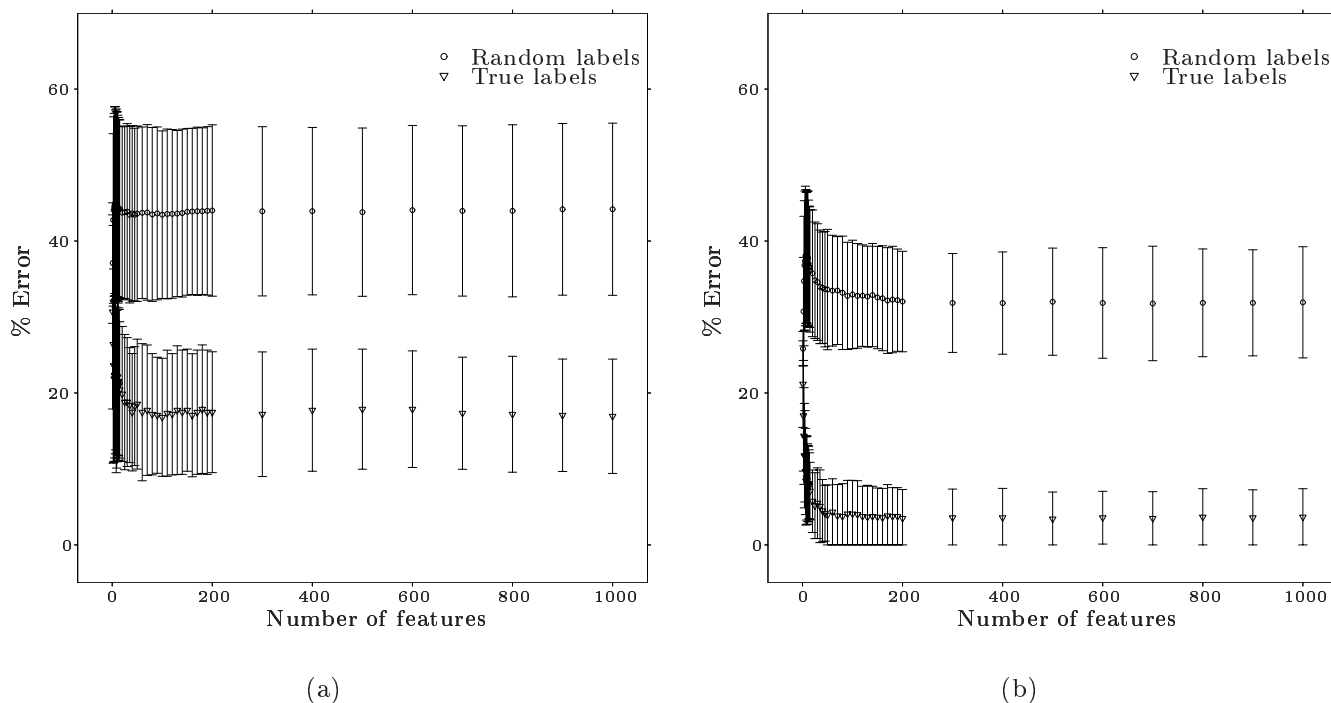 Random labels
True labels
60
40
20
0
% Error
0 200 400 600 800 1000
Number of features
(a)
Random labels
True labels
60
40
20
0
% Error
0 200 400 600 800 1000
Number of features
(b)